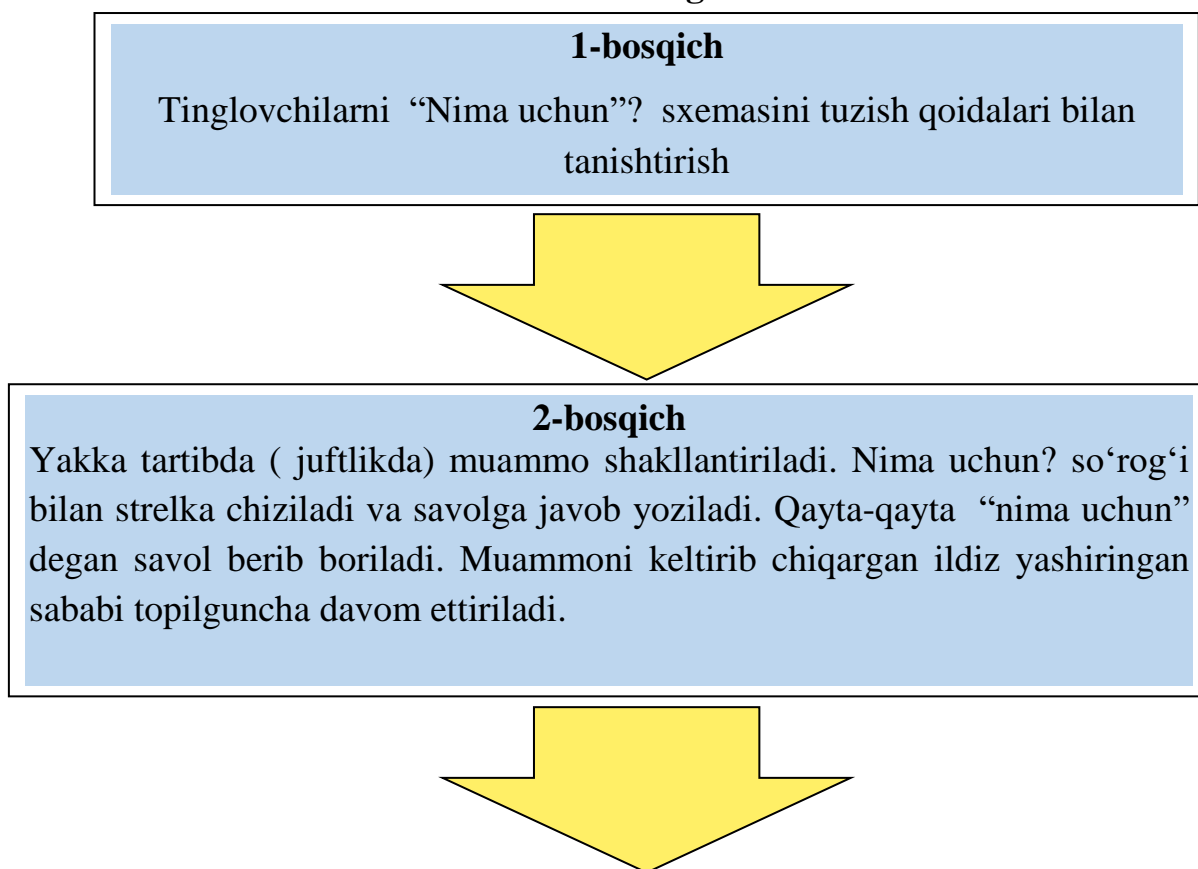 1-bosqich
Tinglovchilarni “Nima uchun”? sxemasini tuzish qoidalari bilan
tanishtirish
2-bosqich
Yakka tartibda ( juftlikda) muammo shakllantiriladi. Nima uchun? so‘rog‘i
bilan strelka chiziladi va savolga javob yoziladi. Qayta-qayta “nima uchun”
degan savol berib boriladi. Muammoni keltirib chiqargan ildiz yashiringan
sababi topilguncha davom ettiriladi.